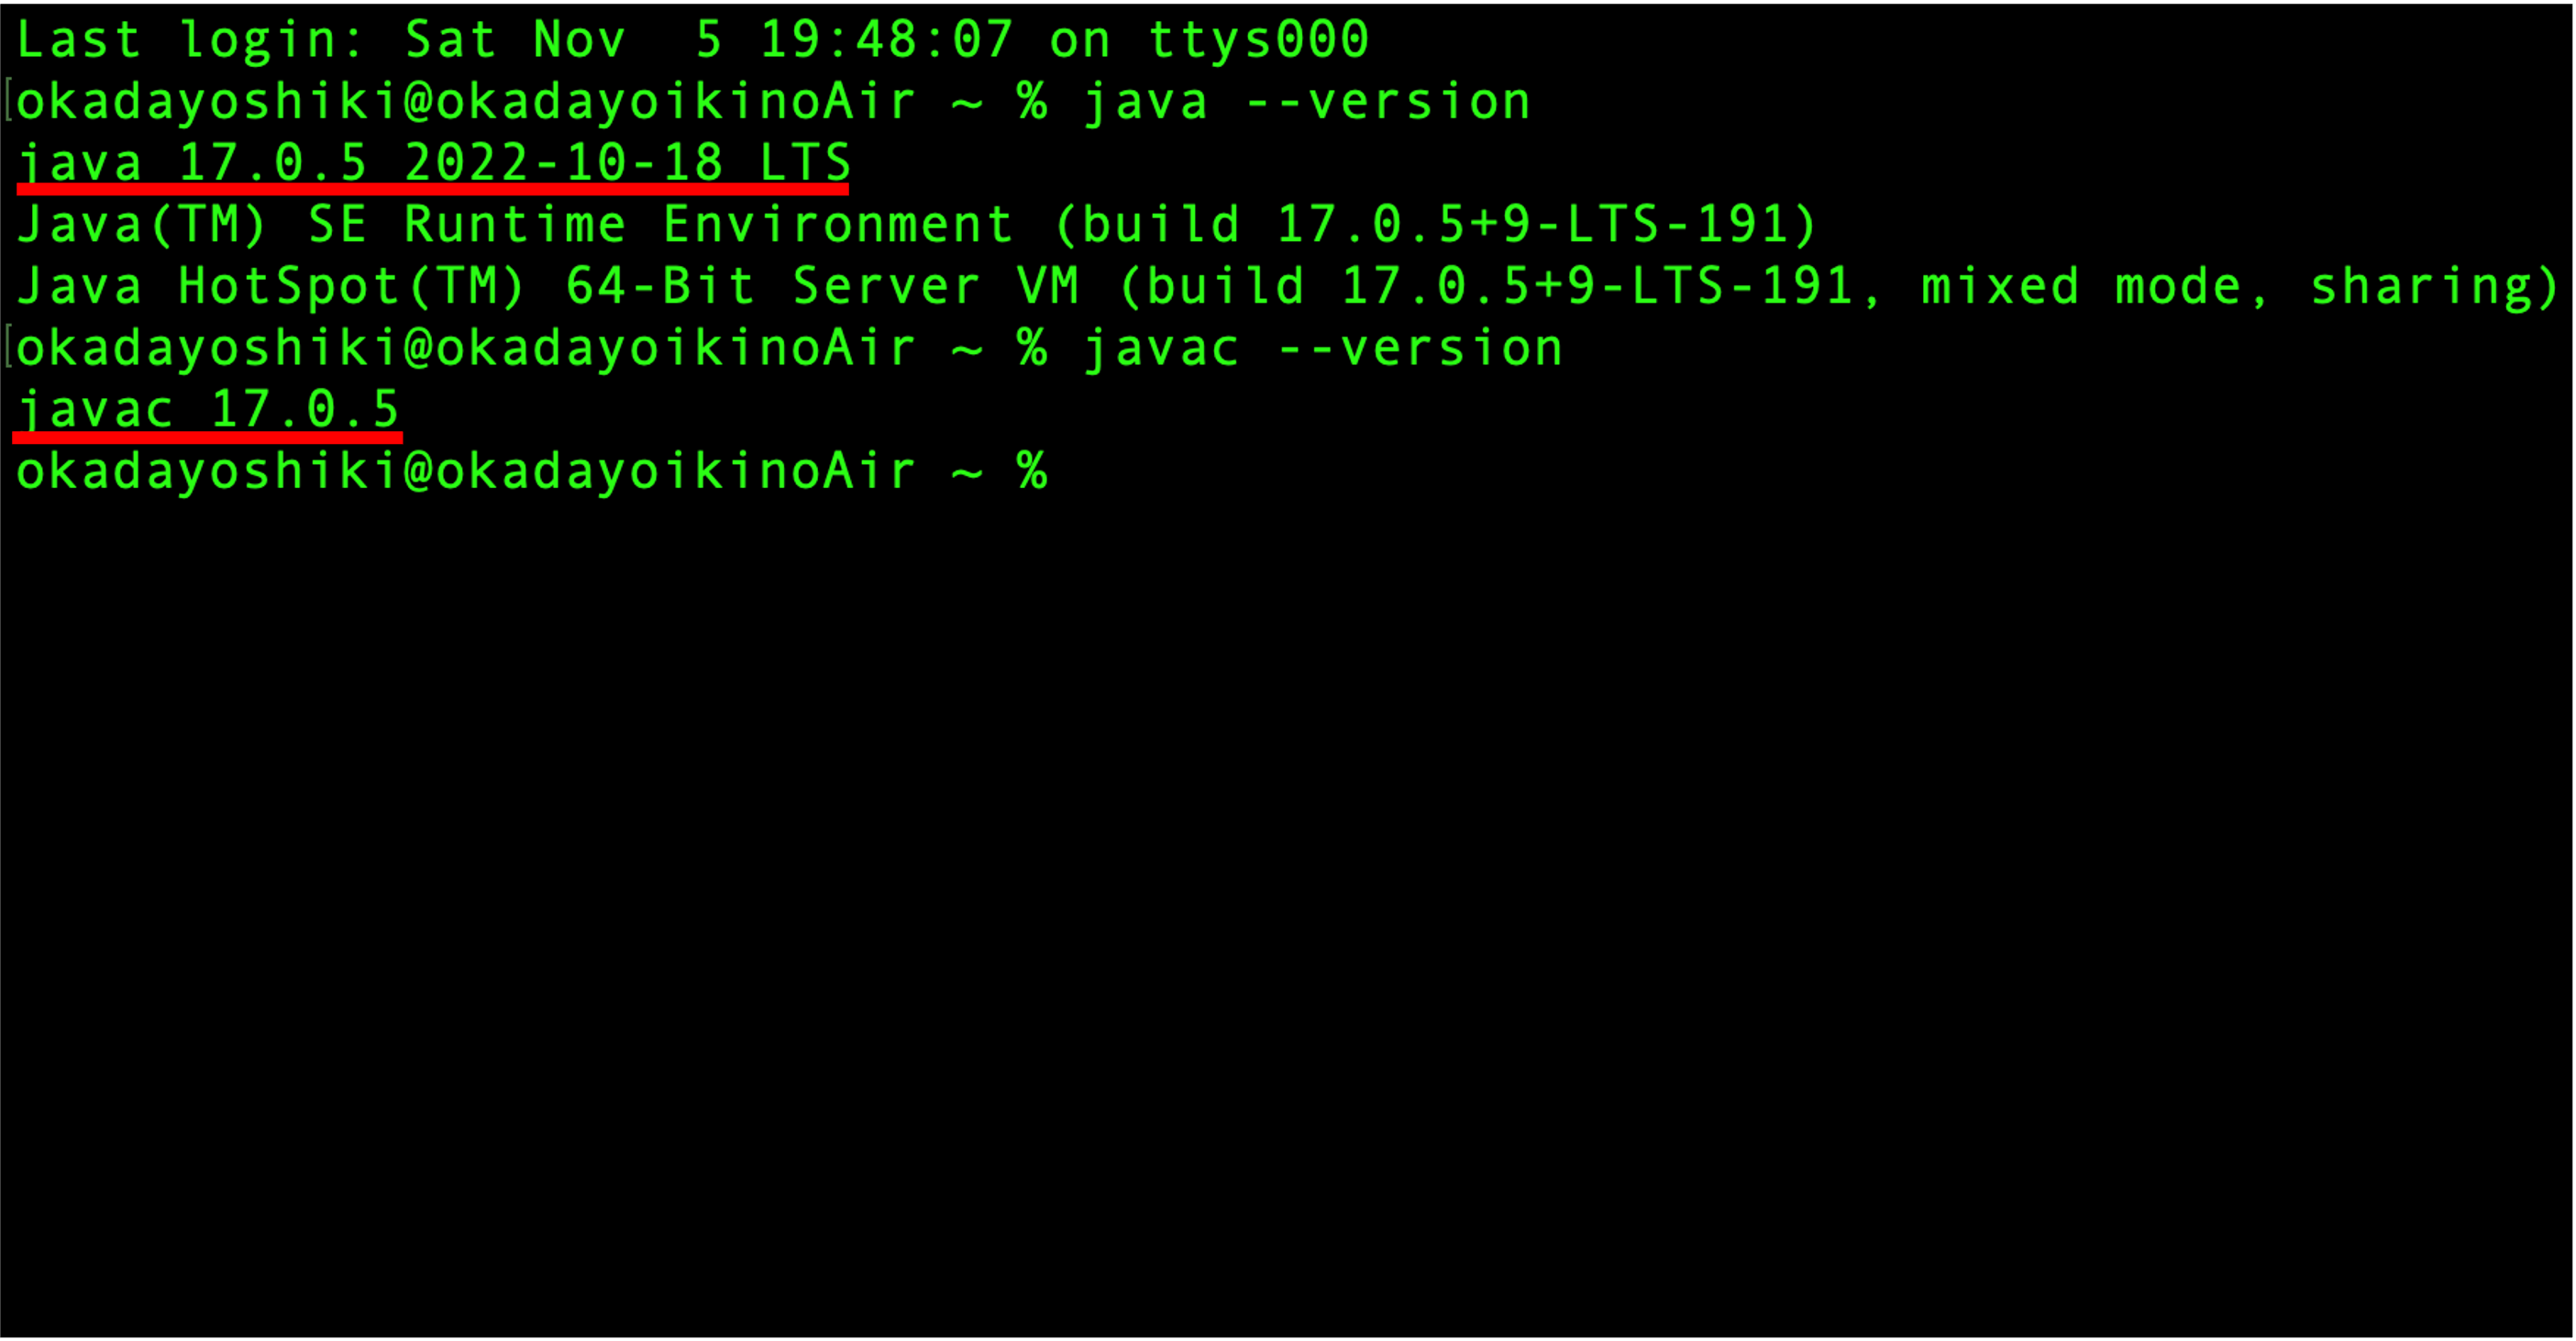 Last login: Sat Nov  5 19:48:07 on ttys000
[okadayoshiki@okadayoikinoAir ~ % java --version
java 17.0.5 2022-10-18 LTS
Java(TM) SE Runtime Environment (build 17.0.5+9-LTS-191)
Java HotSpot(TM) 64-Bit Server VM (build 17.0.5+9-LTS-191, mixed mode, sharing)
[okadayoshiki@okadayoikinoAir ~ % javac --version
javac 17.0.5
okadayoshiki@okadayoikinoAir ~ %